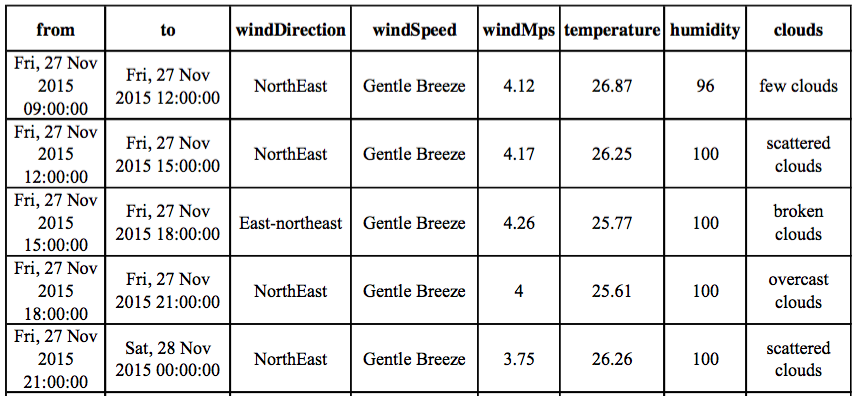 from to windDirection windSpeed windMps temperature humidity clouds
Fri, 27 Nov
2015
09:00:00
Fri, 27 Nov
2015 12:00:00
NorthEast
Gentle Breeze
4.12
26.87
96
few clouds
Fri, 27 Nov
2015
12:00:00
Fri, 27 Nov
2015 15:00:00
NorthEast
Gentle Breeze
4.17
26.25
100
scattered
clouds
Fri, 27 Nov
2015
15:00:00
Fri, 27 Nov
2015 18:00:00
East-northeast
Gentle Breeze
4.26
25.77
100
broken
clouds
Fri, 27 Nov
2015
18:00:00
Fri, 27 Nov
2015 21:00:00
NorthEast
Gentle Breeze
4
25.61
100
overcast
clouds
Fri, 27 Nov
2015
21:00:00
Sat, 28 Nov
2015 00:00:00
NorthEast
Gentle Breeze
3.75
26.26
100
scattered
clouds